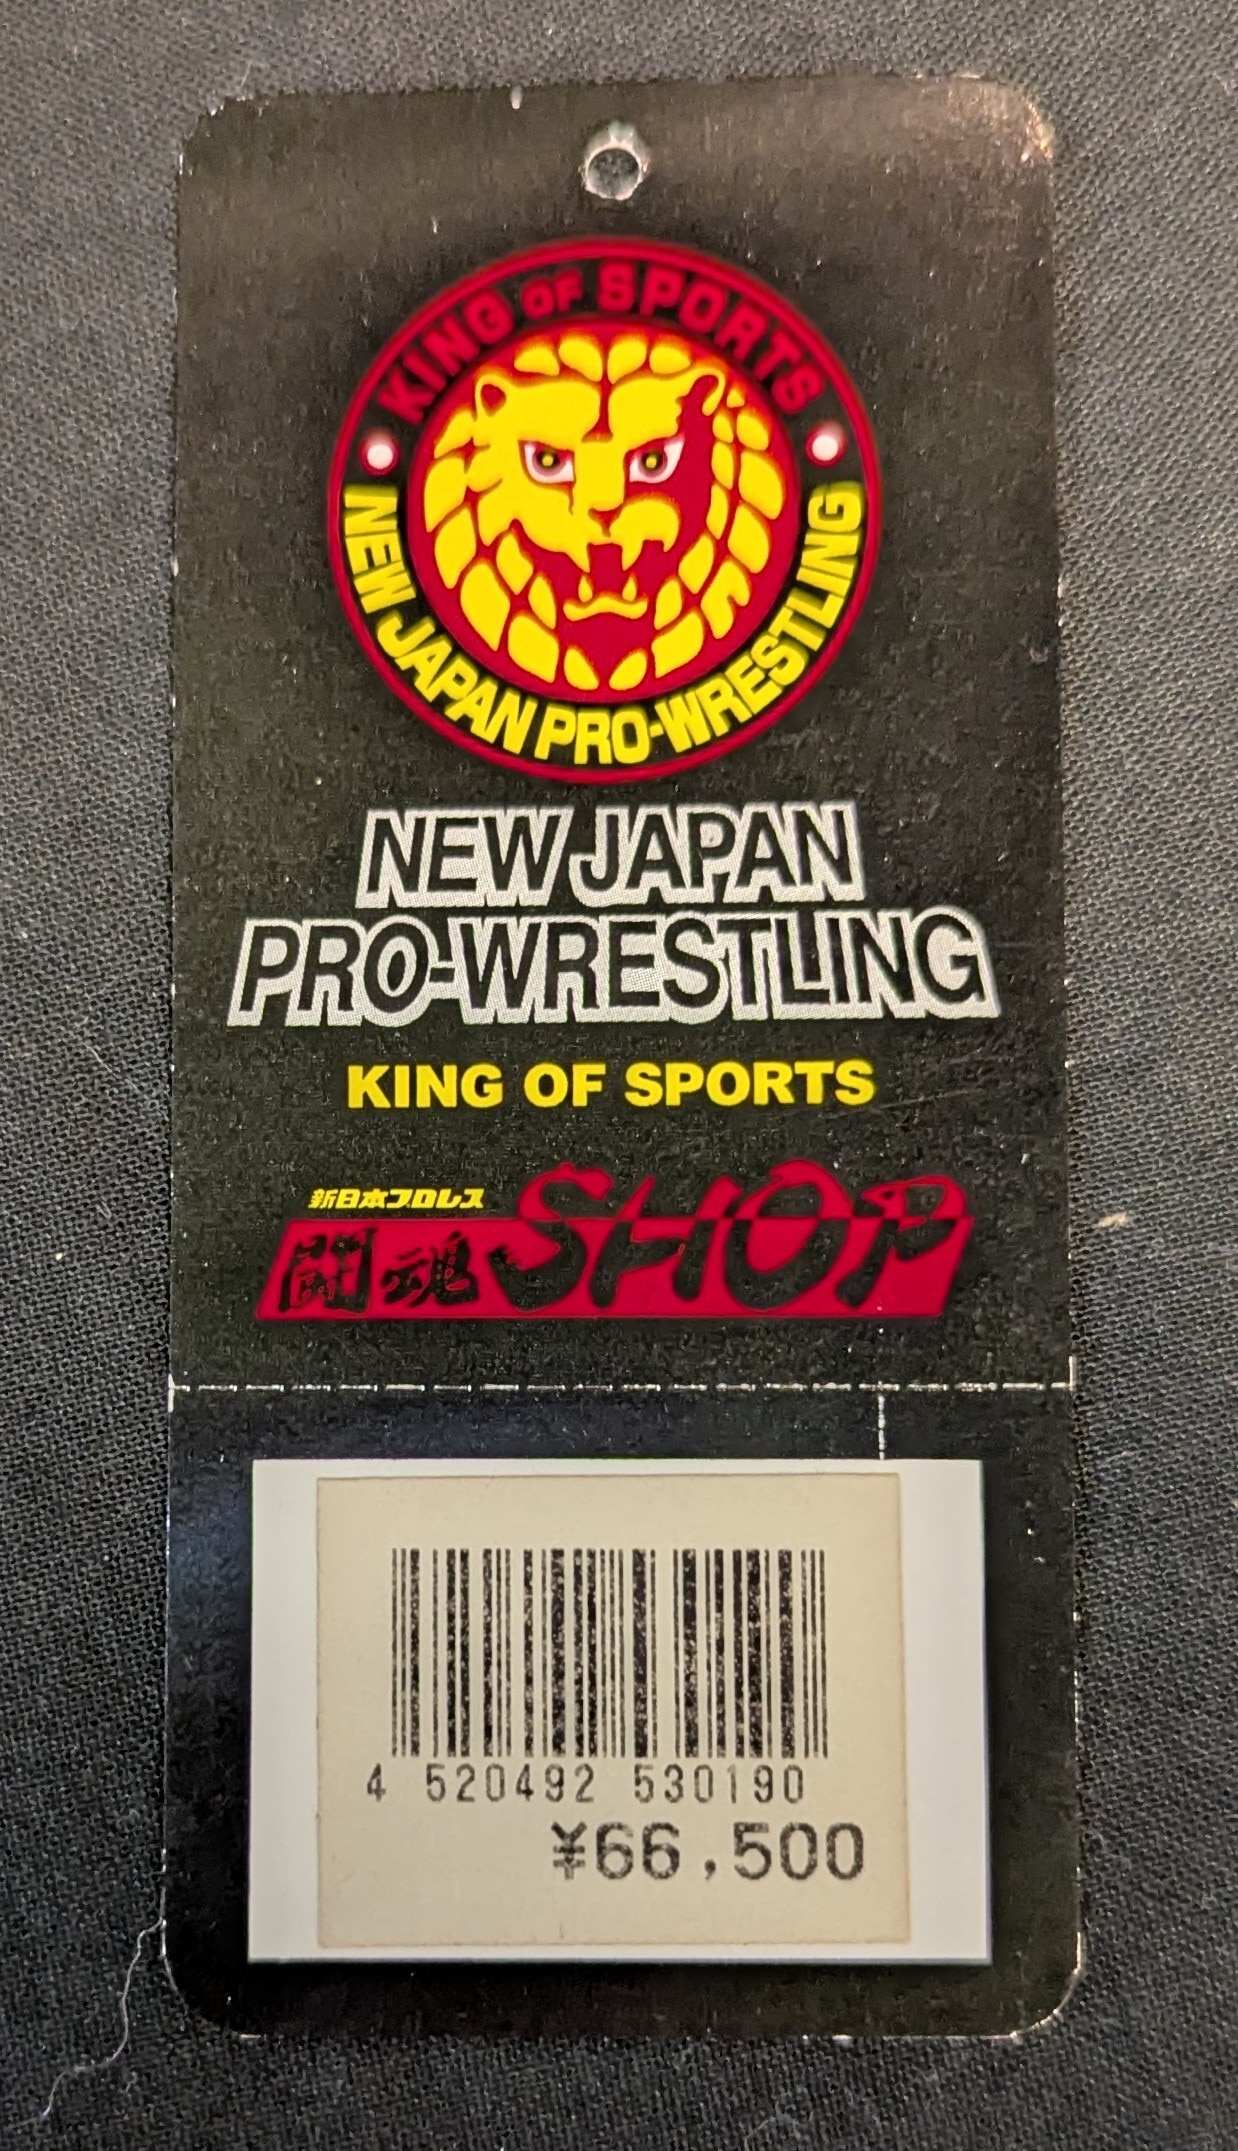 KING OF SPORTS
NEW JAPAN PRO-WRESTLING
NEW JAPAN
PRO-WRESTLING
KING OF SPORTS
新日本プロレス
闘魂SHOP
4 520492 530190
¥66,500